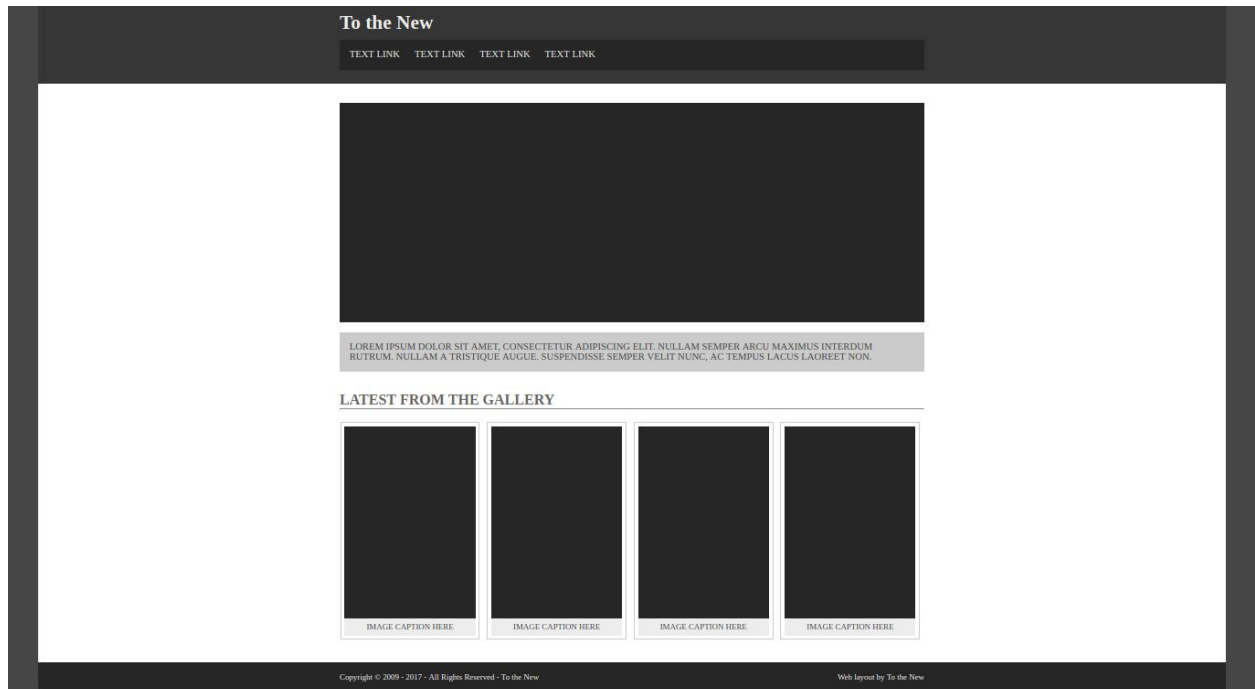 To the New
TEXT LINK TEXT LINK TEXT LINK TEXT LINK
LOREM IPSUM DOLOR SIT AMET, CONSECTETUR ADIPISCING ELIT. NULLAM SEMPER ARCU MAXIMUS INTERDUM
RUTRUM. NULLAM A TRISTIQUE AUGUE. SUSPENDISSE SEMPER VELIT NUNC, AC TEMPUS LACUS LAOREET NON.
LATEST FROM THE GALLERY
IMAGE CAPTION HERE IMAGE CAPTION HERE IMAGE CAPTION HERE IMAGE CAPTION HERE
Copyright © 2009 - 2017 - All Rights Reserved - To the New Web layout by To the New